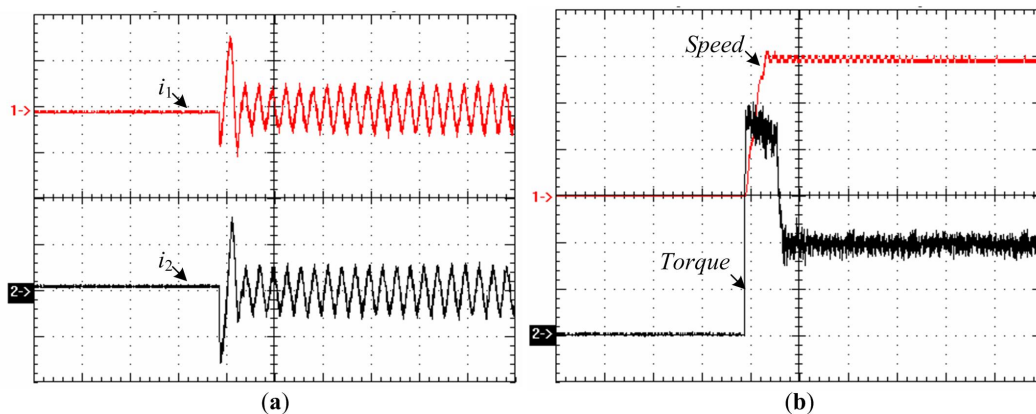 i1
1->
i2
2->
(a)
Speed
1->
Torque
2->
(b)